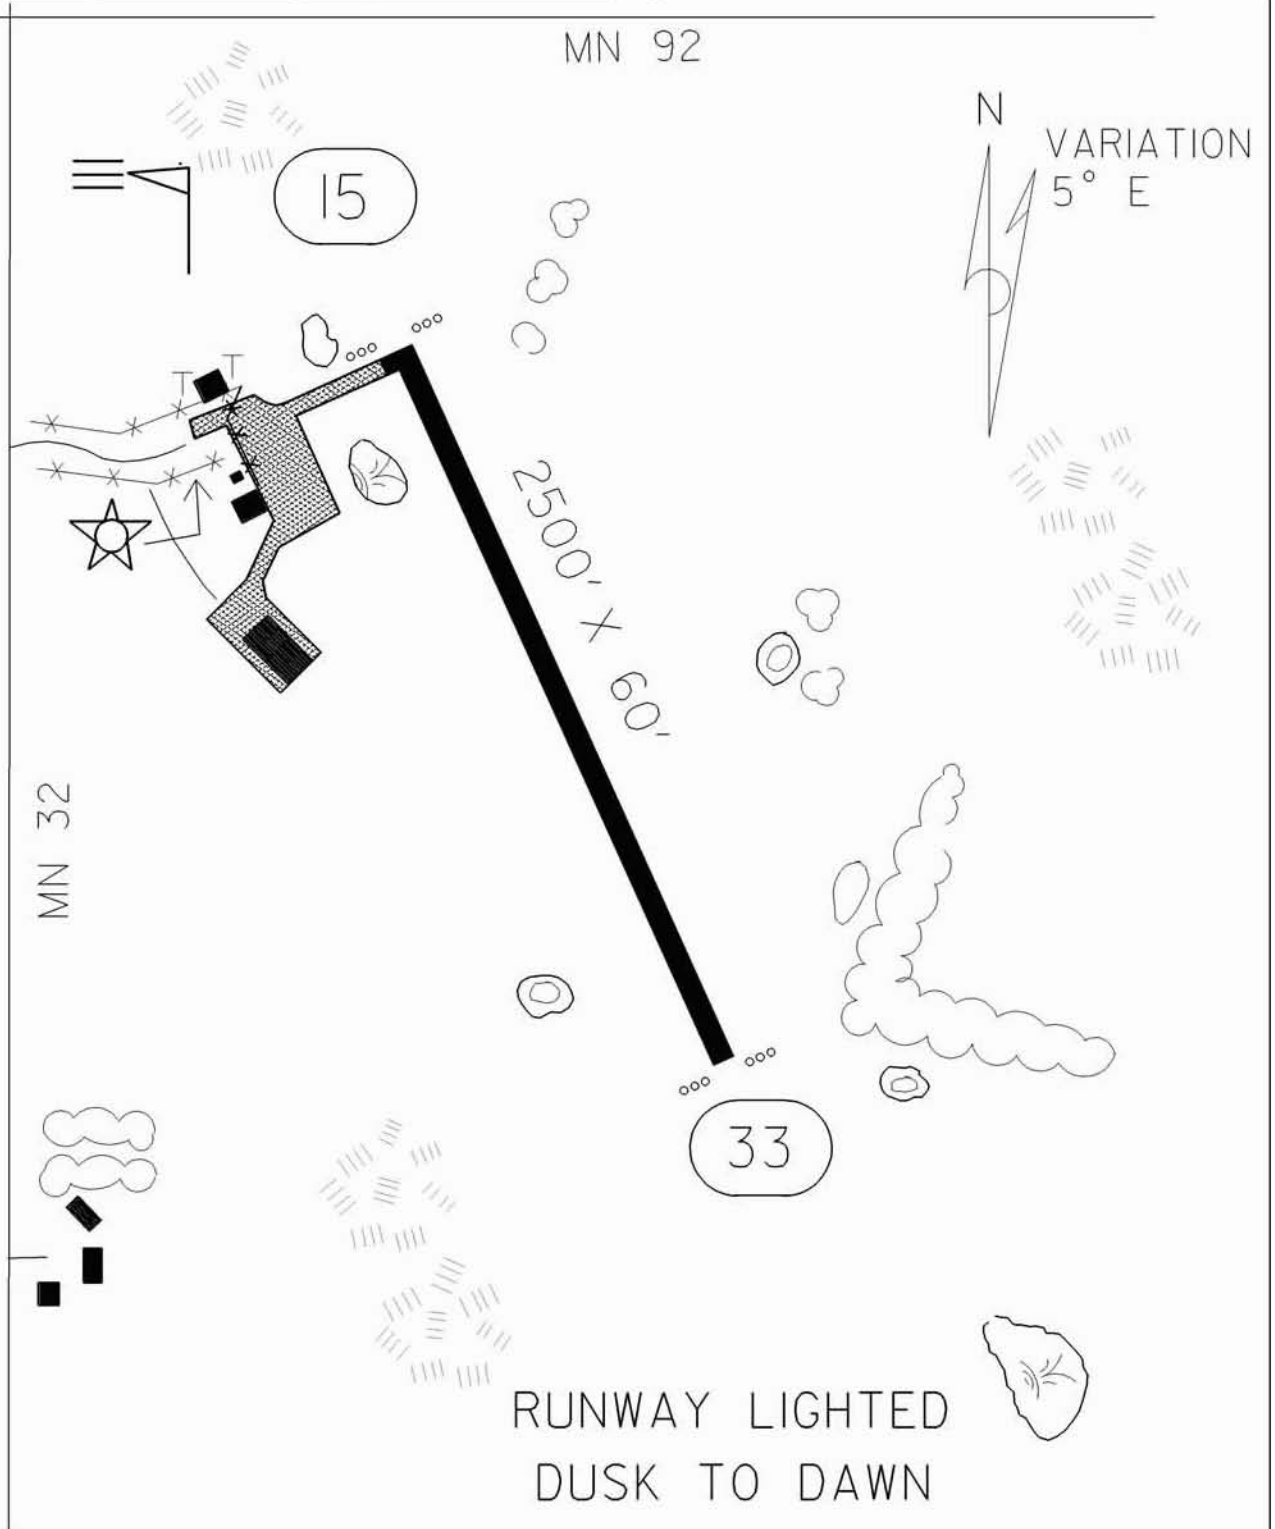 MN 92
N
VARIATION
5° E
15
T
T
2500' X 60'
MN 32
33
RUNWAY LIGHTED
DUSK TO DAWN